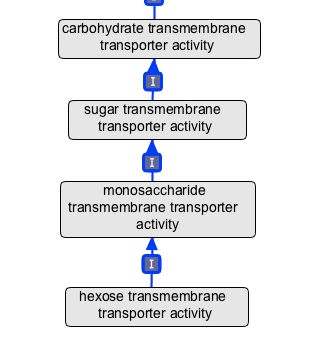 carbohydrate transmembrane
transporter activity
I
sugar transmembrane
transporter activity
I
monosaccharide
transmembrane transporter
activity
I
hexose transmembrane
transporter activity